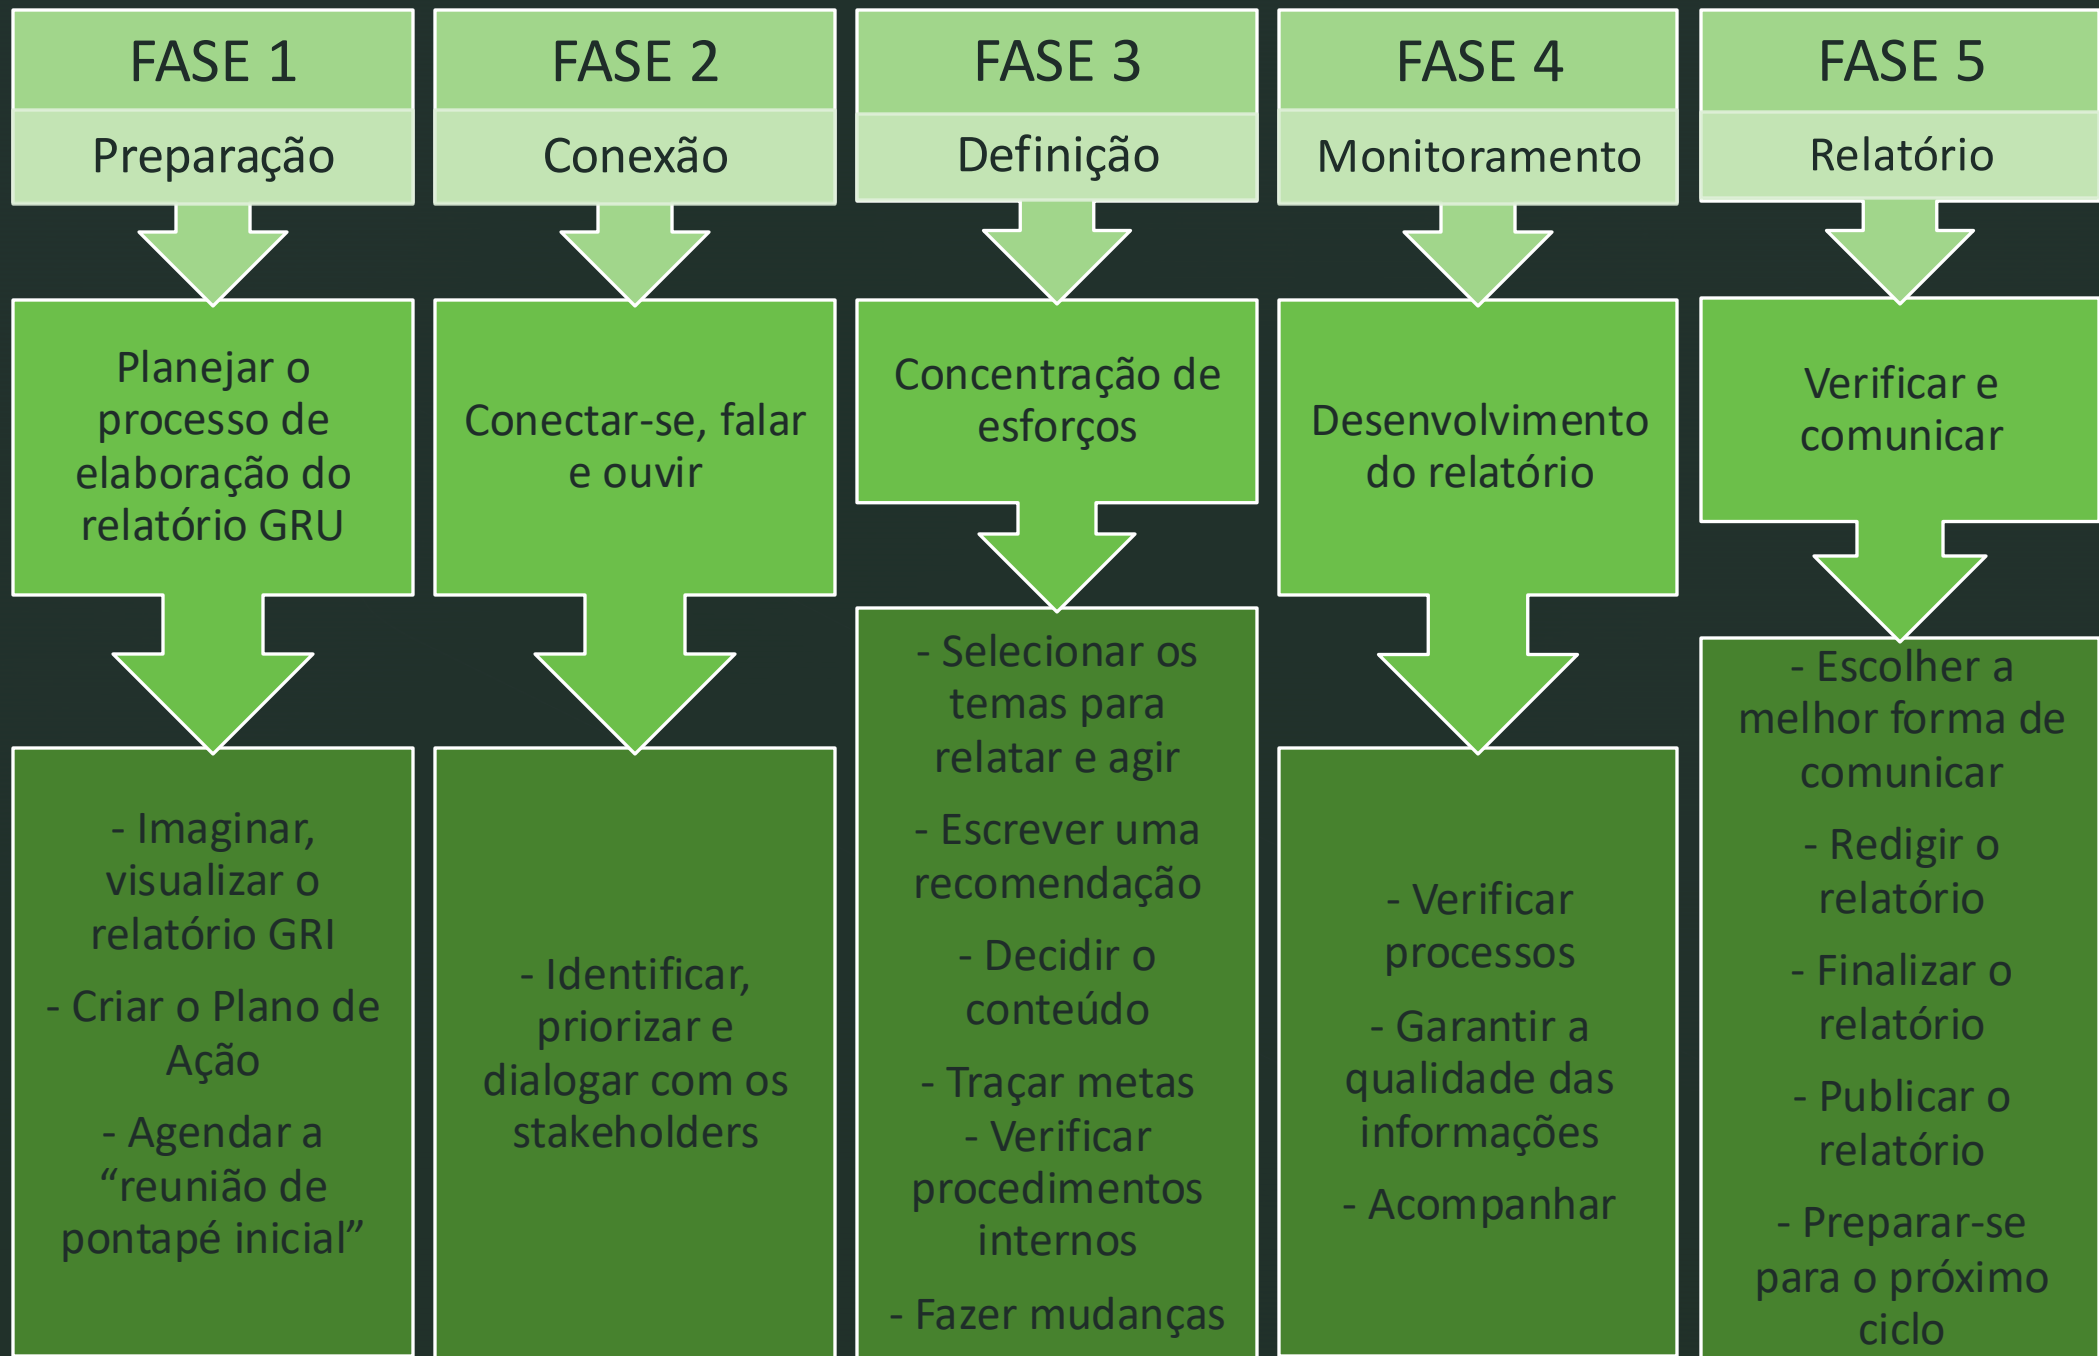 FASE 1
Preparação
Planejar o
processo de
elaboração do
relatório GRU
- Imaginar,
visualizar o
relatório GRI
- Criar o Plano de
Ação
- Agendar a
“reunião de
pontapé inicial”
FASE 2
Conexão
Conectar-se, falar
e ouvir
- Identificar,
priorizar e
dialogar com os
stakeholders
FASE 3
Definição
Concentração de
esforços
- Selecionar os
temas para
relatar e agir
- Escrever uma
recomendação
- Decidir o
conteúdo
- Traçar metas
- Verificar
procedimentos
internos
- Fazer mudanças
FASE 4
Monitoramento
Desenvolvimento
do relatório
- Verificar
processos
- Garantir a
qualidade das
informações
- Acompanhar
FASE 5
Relatório
Verificar e
comunicar
- Escolher a
melhor forma de
comunicar
- Redigir o
relatório
- Finalizar o
relatório
- Publicar o
relatório
- Preparar-se
para o próximo
ciclo